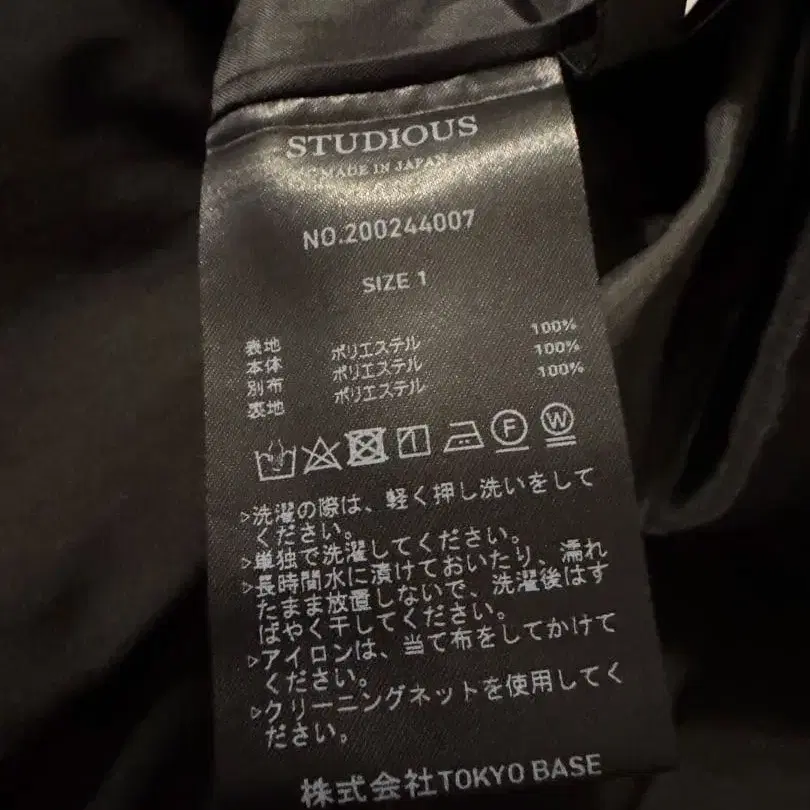 STUDIOUS
MADE IN JAPAN
NO.200244007
SIZE 1
表地
本体 ポリエステル 100%
別布 ポリエステル 100%
裏地 ポリエステル 100%
F
W
▷洗濯の際は、軽く押し洗いをして
ください。
▷単独で洗濯してください。
▷長時間水に漬けておいたり、濡れ
たまま放置しないで、洗濯後はす
ばやく干してください。
▷アイロンは、当て布をしてかけて
ください。
▷クリーニングネットを使用してく
ださい。
株式会社TOKYO BASE